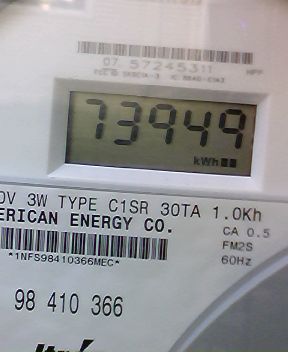 07 57245311
73949
kWh
0V 3W TYPE C1SR 30TA 1.0Kh
ERICAN ENERGY CO.
CA 0.5
FM2S
*1NFS98410366MEC*
60Hz
98 410 366